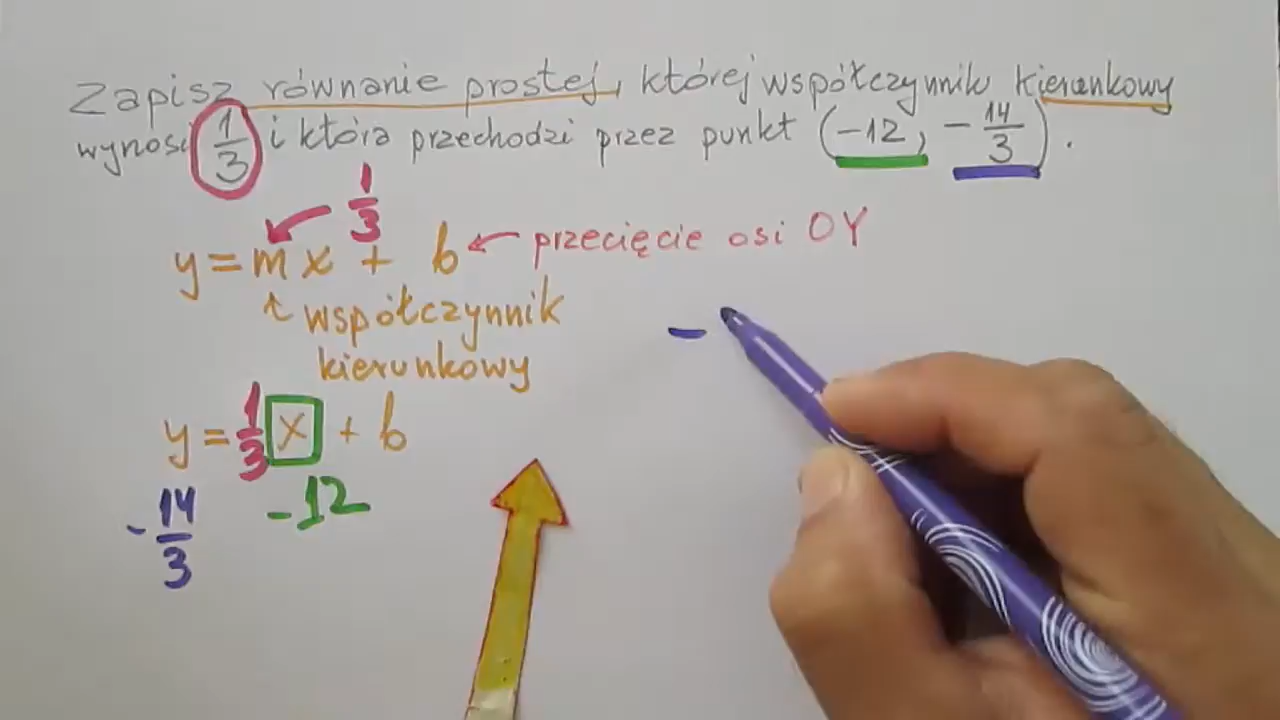 Zapisz równanie prostej, której współczynnik kierunkowy
wynosi 1/3 i która przechodzi przez punkt (-12, -14/3).
1/3
y = mx + b ← przecięcie osi OY
współczynnik
kierunkowy
y = 1/3 x + b
-14/3 -12
-